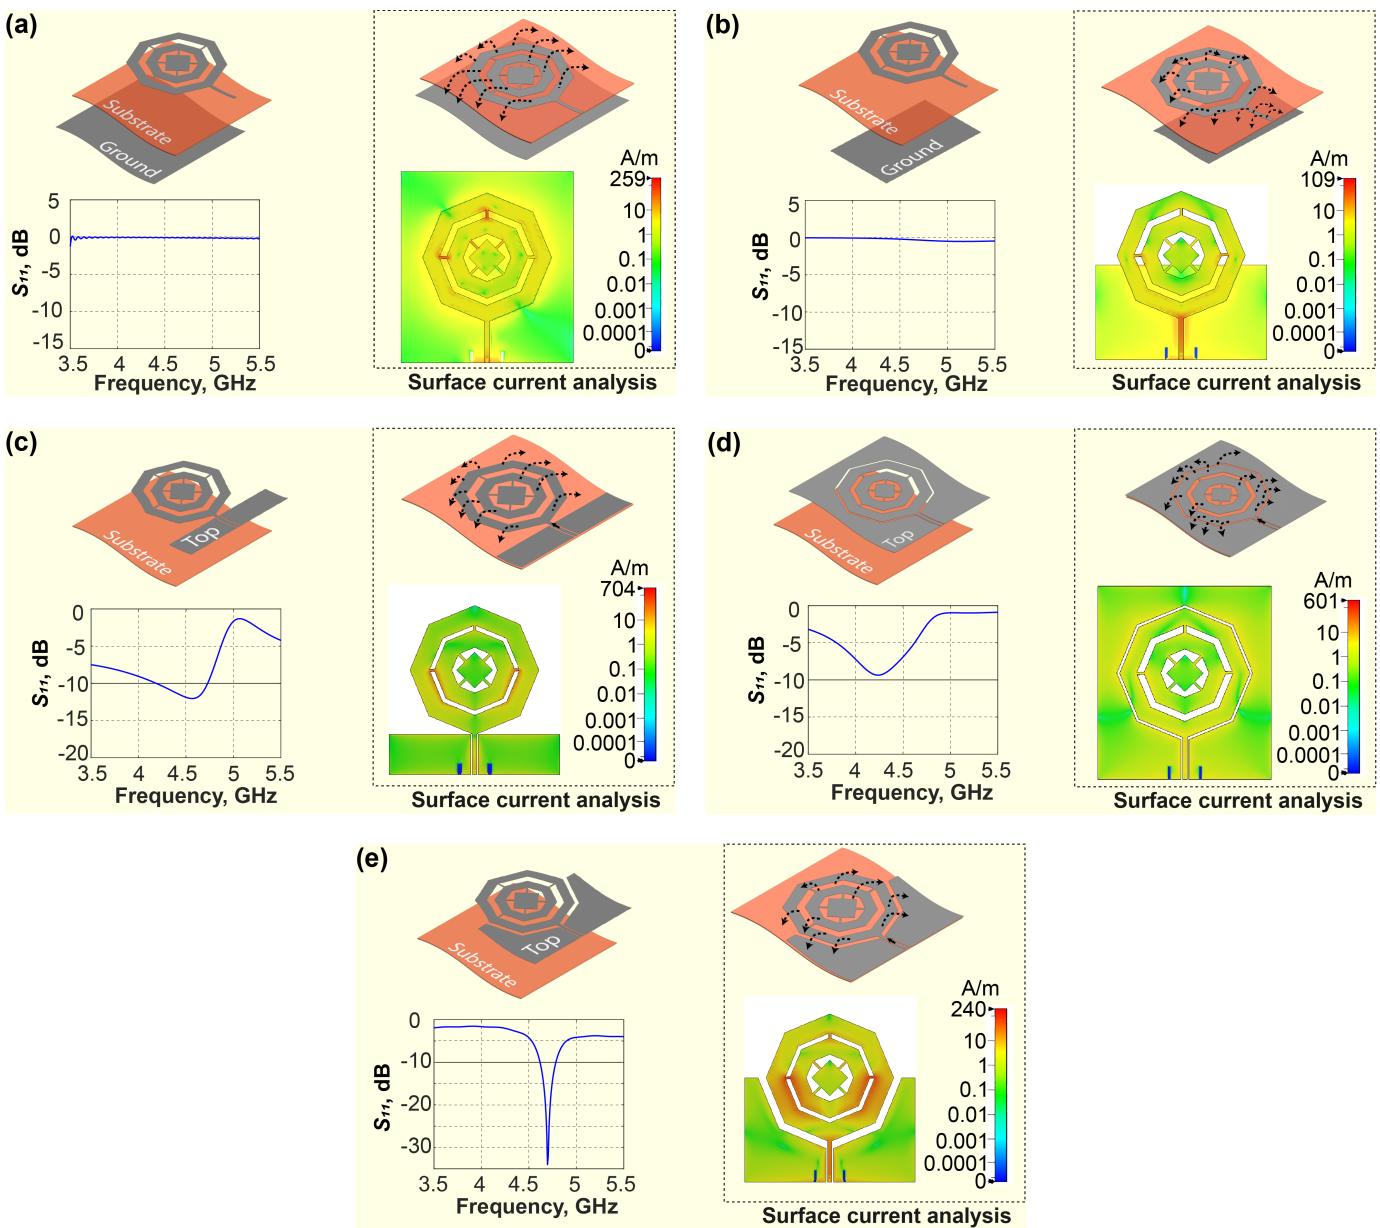 (a)
Substrate
Ground
5
0
-5
-10
-15
S11, dB
3.5 4 4.5 5 5.5
Frequency, GHz
A/m
259
10
1
0.1
0.01
0.001
0.0001
0
Surface current analysis
(b)
Substrate
Ground
5
0
-5
-10
-15
S11, dB
3.5 4 4.5 5 5.5
Frequency, GHz
A/m
109
10
1
0.1
0.01
0.001
0.0001
0
Surface current analysis
(c)
Top
Substrate
0
-5
-10
-15
-20
S11, dB
3.5 4 4.5 5 5.5
Frequency, GHz
A/m
704
10
1
0.1
0.01
0.001
0.0001
0
Surface current analysis
(d)
Top
Substrate
0
-5
-10
-15
-20
S11, dB
3.5 4 4.5 5 5.5
Frequency, GHz
A/m
601
10
1
0.1
0.01
0.001
0.0001
0
Surface current analysis
(e)
Top
Substrate
0
-10
-20
-30
S11, dB
3.5 4 4.5 5 5.5
Frequency, GHz
A/m
240
10
1
0.1
0.01
0.001
0.0001
0
Surface current analysis